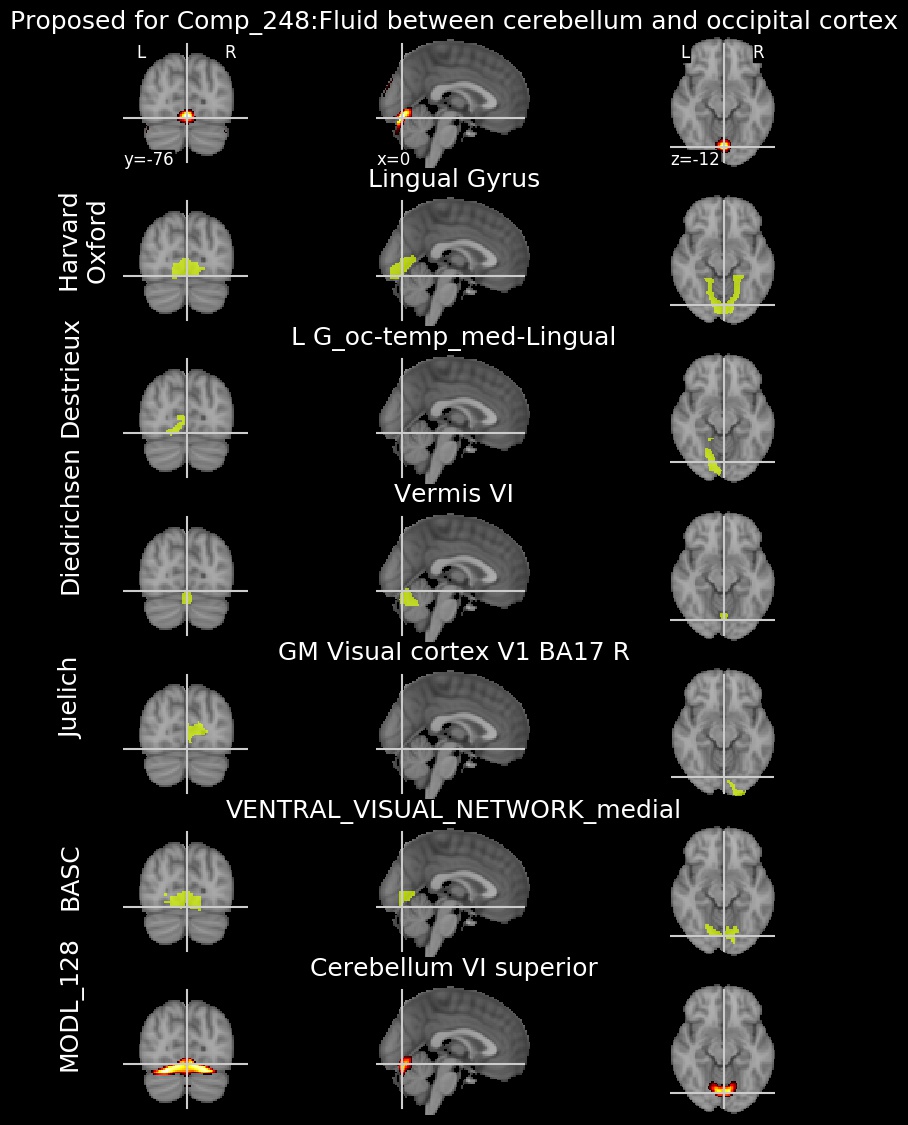 Proposed for Comp_248:Fluid between cerebellum and occipital cortex
L R L R
y=-76 x=0 z=-12
Lingual Gyrus
Harvard
Oxford
L G_oc-temp_med-Lingual
Destrieux
Vermis VI
Diedrichsen
GM Visual cortex V1 BA17 R
Juelich
VENTRAL_VISUAL_NETWORK_medial
BASC
Cerebellum VI superior
MODL_128